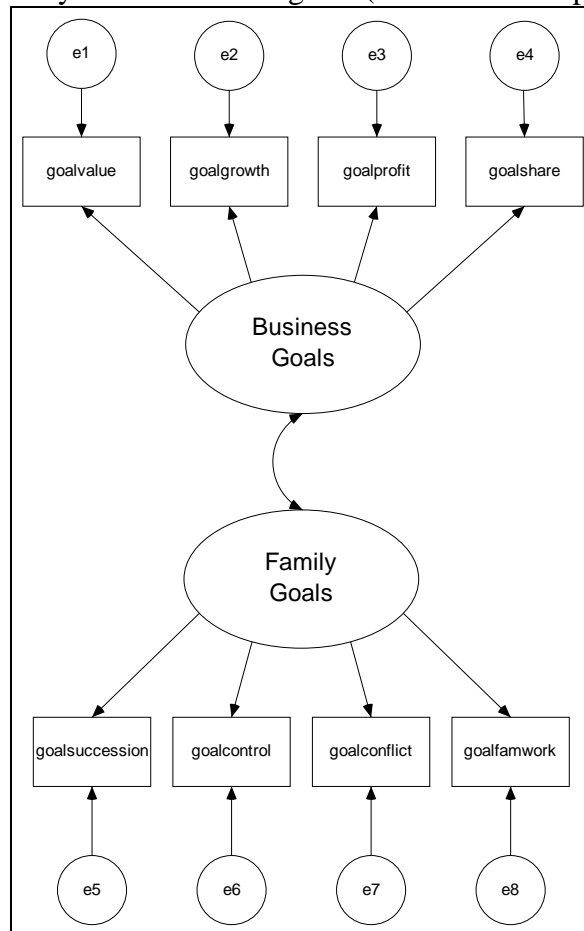 e1
e2
e3
e4
goalvalue
goalgrowth
goalprofit
goalshare
Business
Goals
Family
Goals
goalsuccession
goalcontrol
goalconflict
goalfamwork
e5
e6
e7
e8